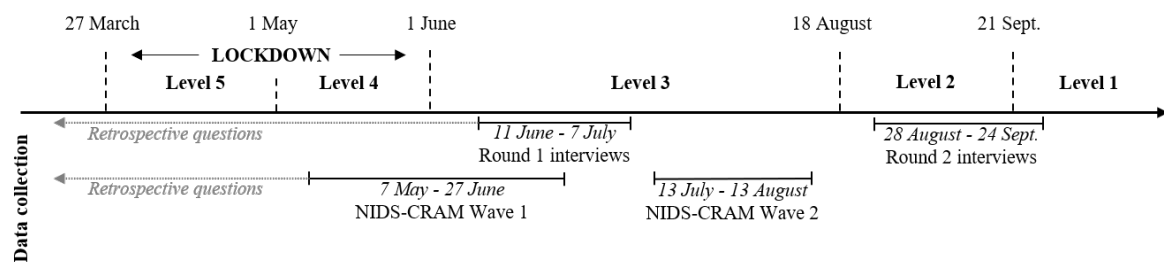 27 March
1 May
1 June
18 August
21 Sept.
LOCKDOWN
Level 5
Level 4
Level 3
Level 2
Level 1
Retrospective questions
11 June - 7 July
Round 1 interviews
28 August - 24 Sept.
Round 2 interviews
Retrospective questions
7 May - 27 June
NIDS-CRAM Wave 1
13 July - 13 August
NIDS-CRAM Wave 2
Data collection